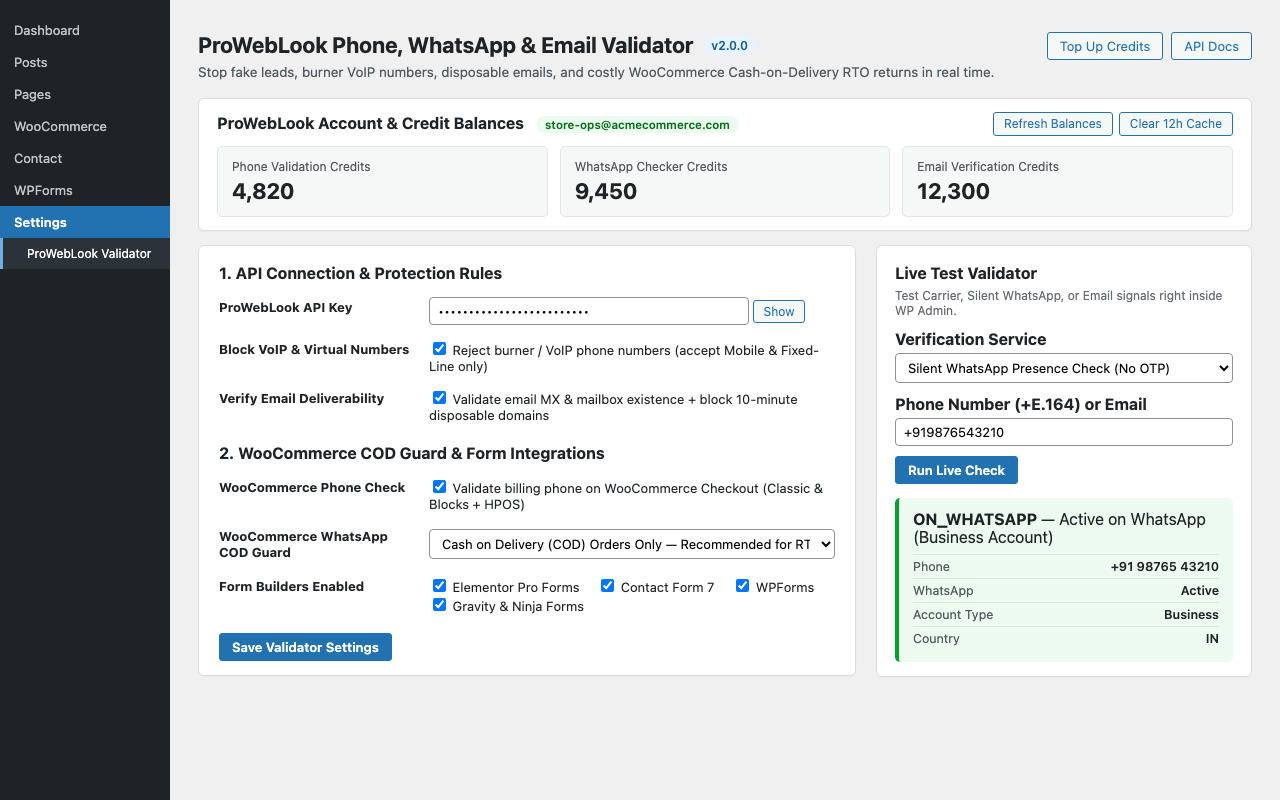 Dashboard
Posts
Pages
WooCommerce
Contact
WPForms
Settings
ProWebLook Validator
ProWebLook Phone, WhatsApp & Email Validator v2.0.0
Top Up Credits
API Docs
Stop fake leads, burner VoIP numbers, disposable emails, and costly WooCommerce Cash-on-Delivery RTO returns in real time.
ProWebLook Account & Credit Balances store-ops@acmecommerce.com
Refresh Balances
Clear 12h Cache
Phone Validation Credits
4,820
WhatsApp Checker Credits
9,450
Email Verification Credits
12,300
1. API Connection & Protection Rules
ProWebLook API Key
•••••••••••••••••••••••••
Show
Block VoIP & Virtual Numbers
Reject burner / VoIP phone numbers (accept Mobile & Fixed-
Line only)
Verify Email Deliverability
Validate email MX & mailbox existence + block 10-minute
disposable domains
2. WooCommerce COD Guard & Form Integrations
WooCommerce Phone Check
Validate billing phone on WooCommerce Checkout (Classic &
Blocks + HPOS)
WooCommerce WhatsApp
COD Guard
Cash on Delivery (COD) Orders Only — Recommended for RT
Form Builders Enabled
Elementor Pro Forms
Contact Form 7
WPForms
Gravity & Ninja Forms
Save Validator Settings
Live Test Validator
Test Carrier, Silent WhatsApp, or Email signals right inside
WP Admin.
Verification Service
Silent WhatsApp Presence Check (No OTP)
Phone Number (+E.164) or Email
+919876543210
Run Live Check
ON_WHATSAPP — Active on WhatsApp
(Business Account)
Phone +91 98765 43210
WhatsApp Active
Account Type Business
Country IN